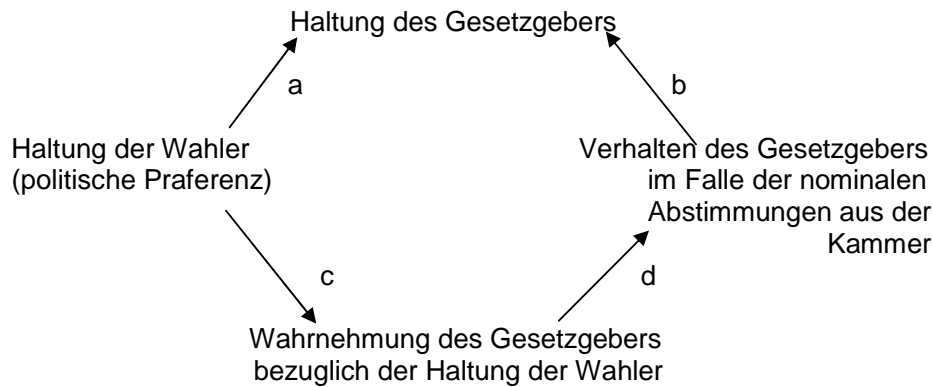 Haltung des Gesetzgebers
a
b
Haltung der Wahler
(politische Praferenz)
Verhalten des Gesetzgebers
im Falle der nominalen
Abstimmungen aus der
Kammer
c
d
Wahrnehmung des Gesetzgebers
bezuglich der Haltung der Wahler